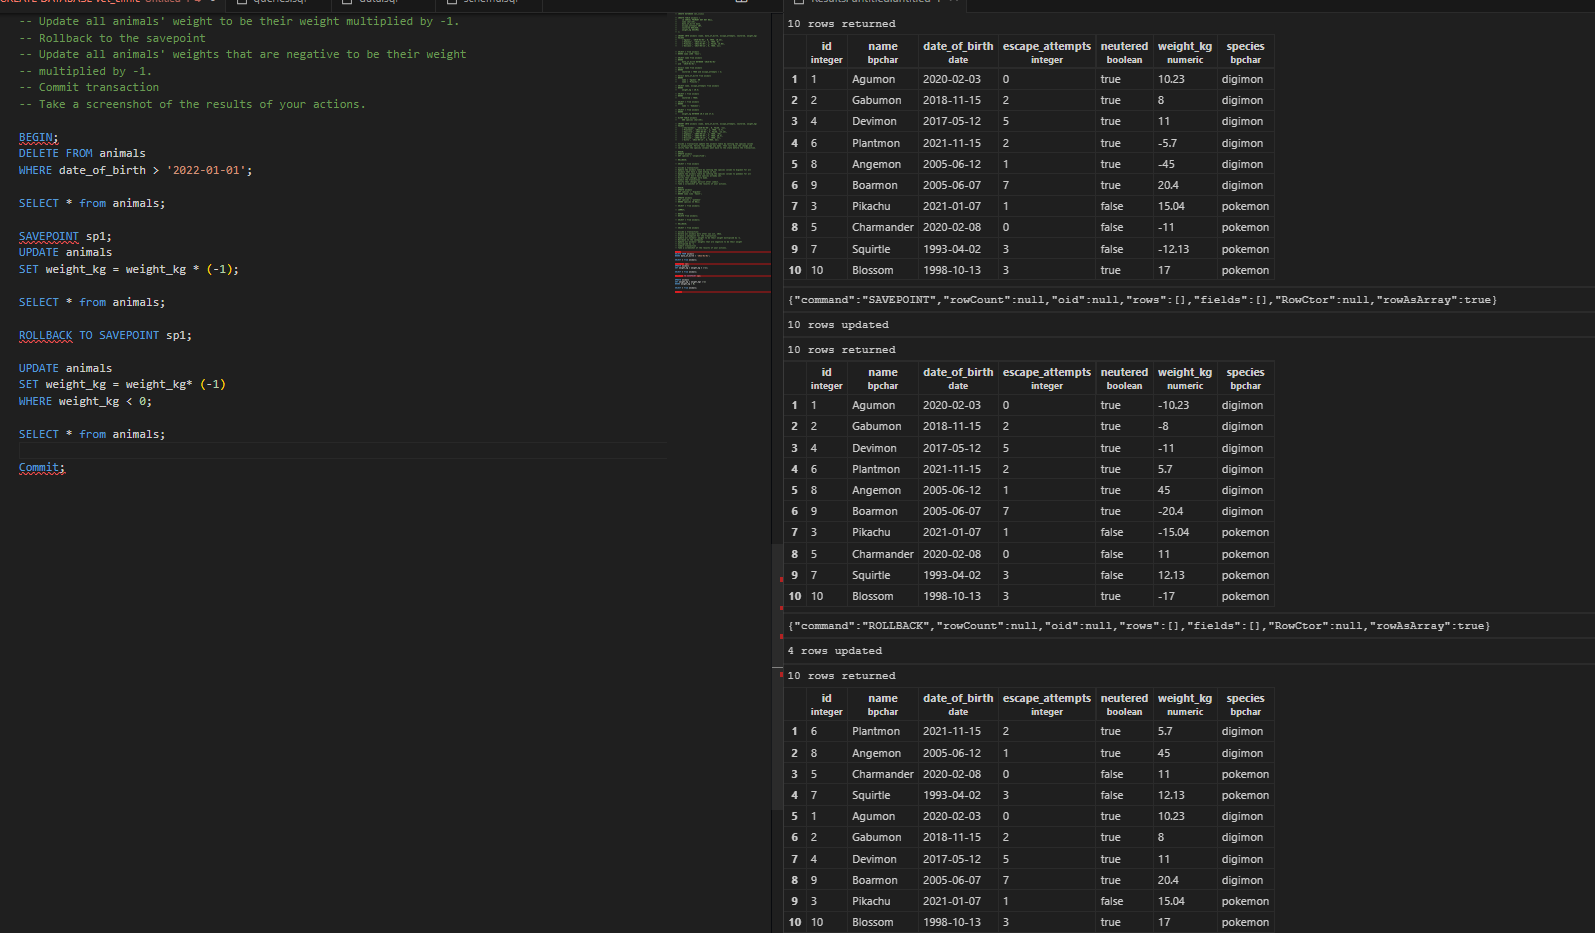 -- Update all animals' weight to be their weight multiplied by -1.
-- Rollback to the savepoint
-- Update all animals' weights that are negative to be their weight
-- multiplied by -1.
-- Commit transaction
-- Take a screenshot of the results of your actions.
BEGIN;
DELETE FROM animals
WHERE date_of_birth > '2022-01-01';
SELECT * from animals;
SAVEPOINT sp1;
UPDATE animals
SET weight_kg = weight_kg * (-1);
SELECT * from animals;
ROLLBACK TO SAVEPOINT sp1;
UPDATE animals
SET weight_kg = weight_kg* (-1)
WHERE weight_kg < 0;
SELECT * from animals;
Commit;
10 rows returned
id name date_of_birth escape_attempts neutered weight_kg species
integer bpchar date integer boolean numeric bpchar
1 1 Agumon 2020-02-03 0 true 10.23 digimon
2 2 Gabumon 2018-11-15 2 true 8 digimon
3 4 Devimon 2017-05-12 5 true 11 digimon
4 6 Plantmon 2021-11-15 2 true -5.7 digimon
5 8 Angemon 2005-06-12 1 true -45 digimon
6 9 Boarmon 2005-06-07 7 true 20.4 digimon
7 3 Pikachu 2021-01-07 1 false 15.04 pokemon
8 5 Charmander 2020-02-08 0 false -11 pokemon
9 7 Squirtle 1993-04-02 3 false -12.13 pokemon
10 10 Blossom 1998-10-13 3 true 17 pokemon
{"command":"SAVEPOINT","rowCount":null,"oid":null,"rows":[],"fields":[],"RowCtor":null,"rowAsArray":true}
10 rows updated
10 rows returned
id name date_of_birth escape_attempts neutered weight_kg species
integer bpchar date integer boolean numeric bpchar
1 1 Agumon 2020-02-03 0 true -10.23 digimon
2 2 Gabumon 2018-11-15 2 true -8 digimon
3 4 Devimon 2017-05-12 5 true -11 digimon
4 6 Plantmon 2021-11-15 2 true 5.7 digimon
5 8 Angemon 2005-06-12 1 true 45 digimon
6 9 Boarmon 2005-06-07 7 true -20.4 digimon
7 3 Pikachu 2021-01-07 1 false -15.04 pokemon
8 5 Charmander 2020-02-08 0 false 11 pokemon
9 7 Squirtle 1993-04-02 3 false 12.13 pokemon
10 10 Blossom 1998-10-13 3 true -17 pokemon
{"command":"ROLLBACK","rowCount":null,"oid":null,"rows":[],"fields":[],"RowCtor":null,"rowAsArray":true}
4 rows updated
10 rows returned
id name date_of_birth escape_attempts neutered weight_kg species
integer bpchar date integer boolean numeric bpchar
1 6 Plantmon 2021-11-15 2 true 5.7 digimon
2 8 Angemon 2005-06-12 1 true 45 digimon
3 5 Charmander 2020-02-08 0 false 11 pokemon
4 7 Squirtle 1993-04-02 3 false 12.13 pokemon
5 1 Agumon 2020-02-03 0 true 10.23 digimon
6 2 Gabumon 2018-11-15 2 true 8 digimon
7 4 Devimon 2017-05-12 5 true 11 digimon
8 9 Boarmon 2005-06-07 7 true 20.4 digimon
9 3 Pikachu 2021-01-07 1 false 15.04 pokemon
10 10 Blossom 1998-10-13 3 true 17 pokemon